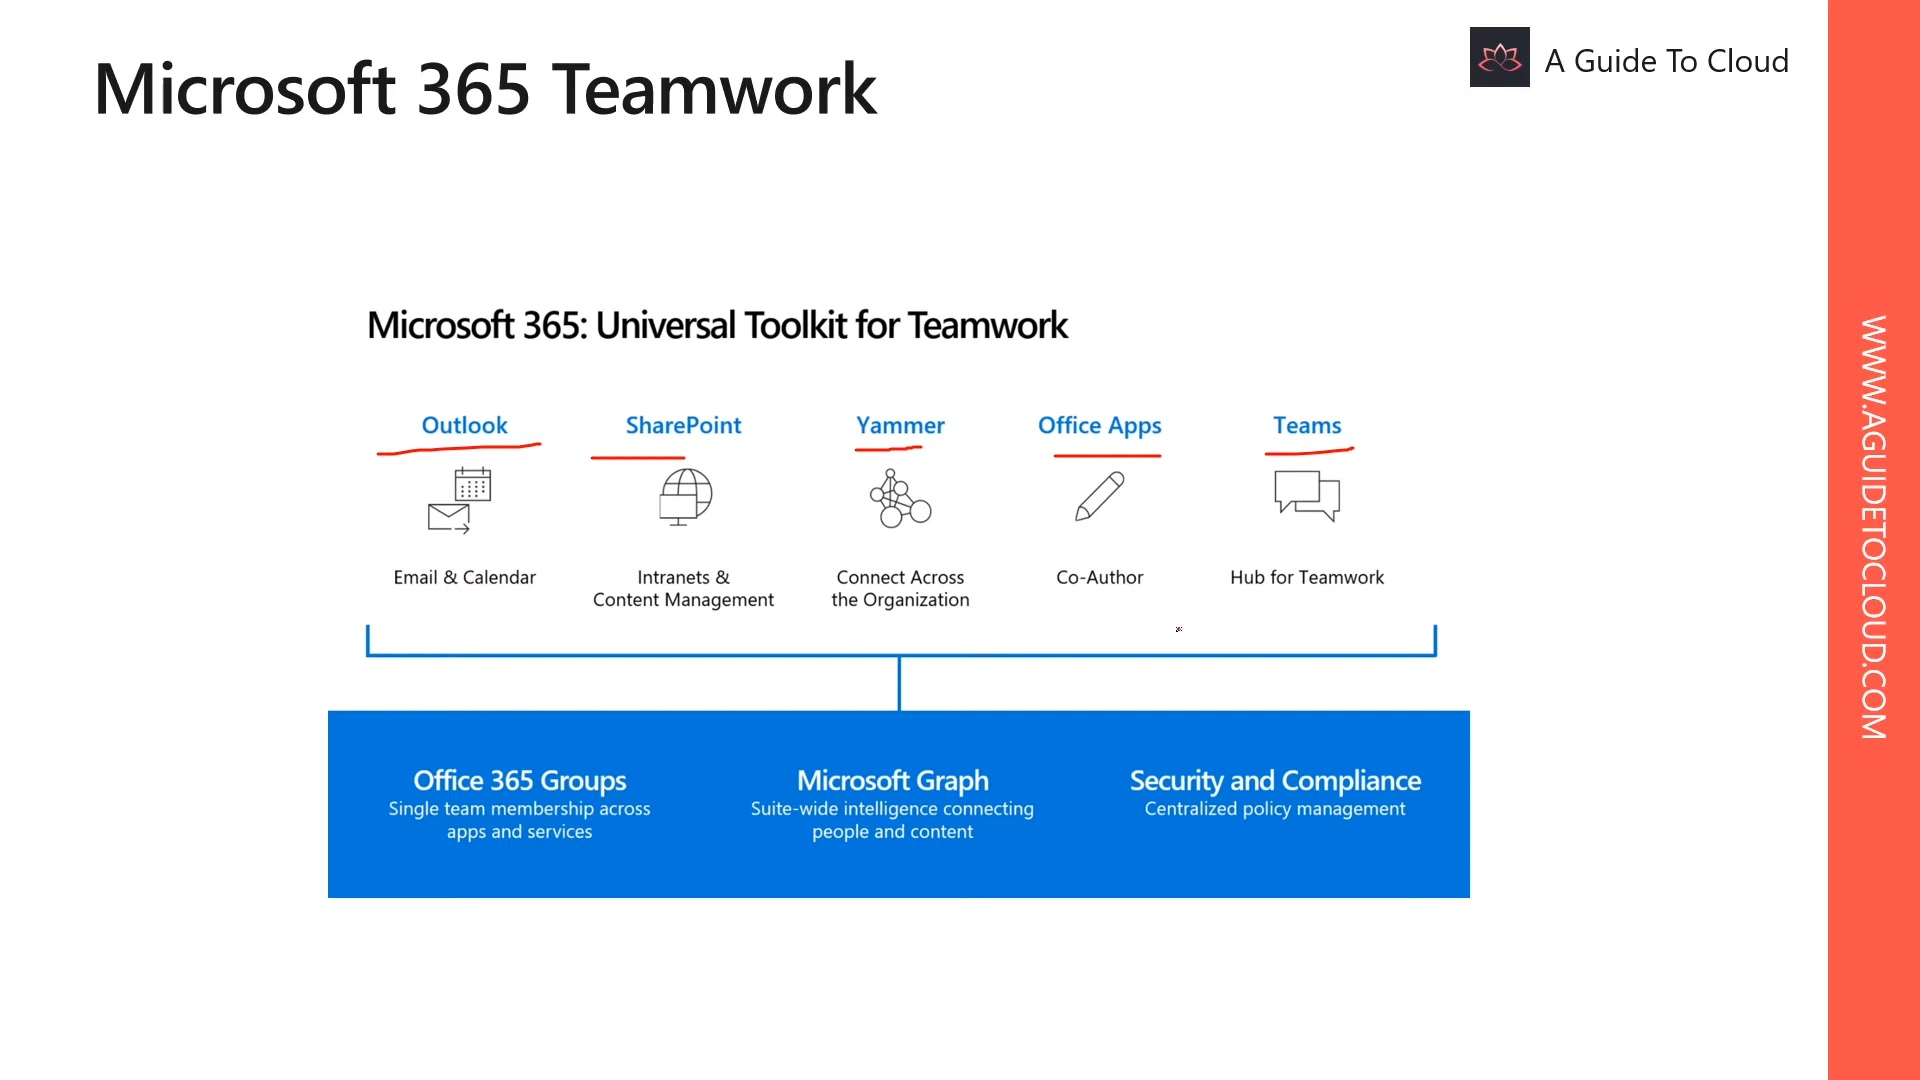 Microsoft 365 Teamwork
A Guide To Cloud
Microsoft 365: Universal Toolkit for Teamwork
Outlook
SharePoint
Yammer
Office Apps
Teams
Email & Calendar
Intranets &
Content Management
Connect Across
the Organization
Co-Author
Hub for Teamwork
Office 365 Groups
Single team membership across
apps and services
Microsoft Graph
Suite-wide intelligence connecting
people and content
Security and Compliance
Centralized policy management
WWW.AGUIDETOCLOUD.COM